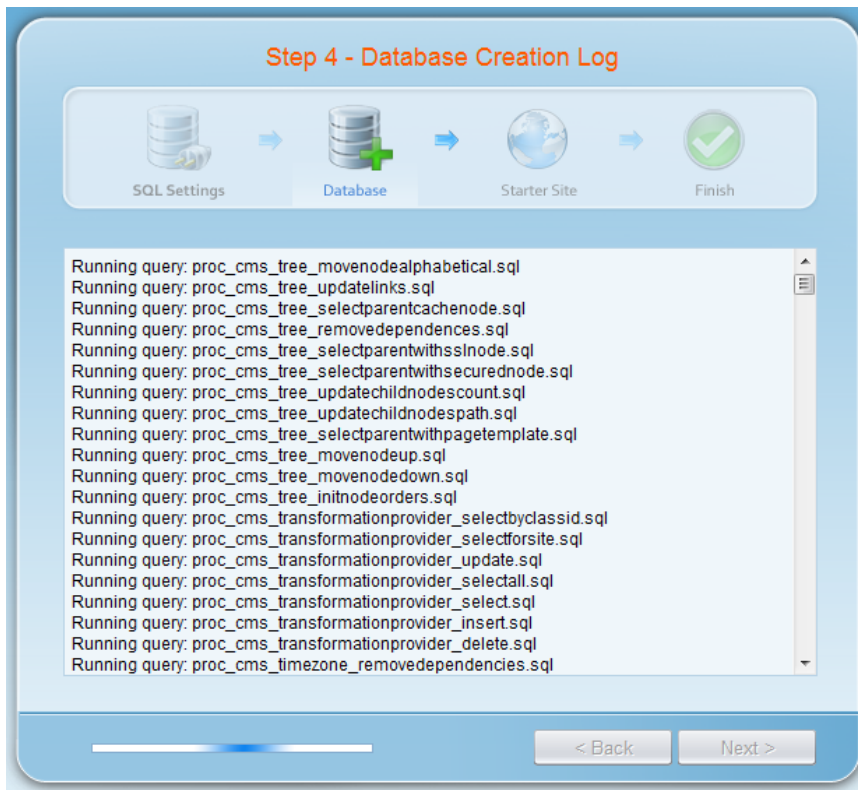 Step 4 - Database Creation Log
SQL Settings
Database
Starter Site
Finish
Running query: proc_cms_tree_movenodealphabetical.sql
Running query: proc_cms_tree_updatelinks.sql
Running query: proc_cms_tree_selectparentcachenode.sql
Running query: proc_cms_tree_removedependences.sql
Running query: proc_cms_tree_selectparentwithsslnode.sql
Running query: proc_cms_tree_selectparentwithsecurednode.sql
Running query: proc_cms_tree_updatechildnodescount.sql
Running query: proc_cms_tree_updatechildnodespath.sql
Running query: proc_cms_tree_selectparentwithpagetemplate.sql
Running query: proc_cms_tree_movenodeup.sql
Running query: proc_cms_tree_movenodedown.sql
Running query: proc_cms_tree_initnodeorders.sql
Running query: proc_cms_transformationprovider_selectbyclassid.sql
Running query: proc_cms_transformationprovider_selectforsite.sql
Running query: proc_cms_transformationprovider_update.sql
Running query: proc_cms_transformationprovider_selectall.sql
Running query: proc_cms_transformationprovider_select.sql
Running query: proc_cms_transformationprovider_insert.sql
Running query: proc_cms_transformationprovider_delete.sql
Running query: proc_cms_timezone_removedependencies.sql
< Back
Next >